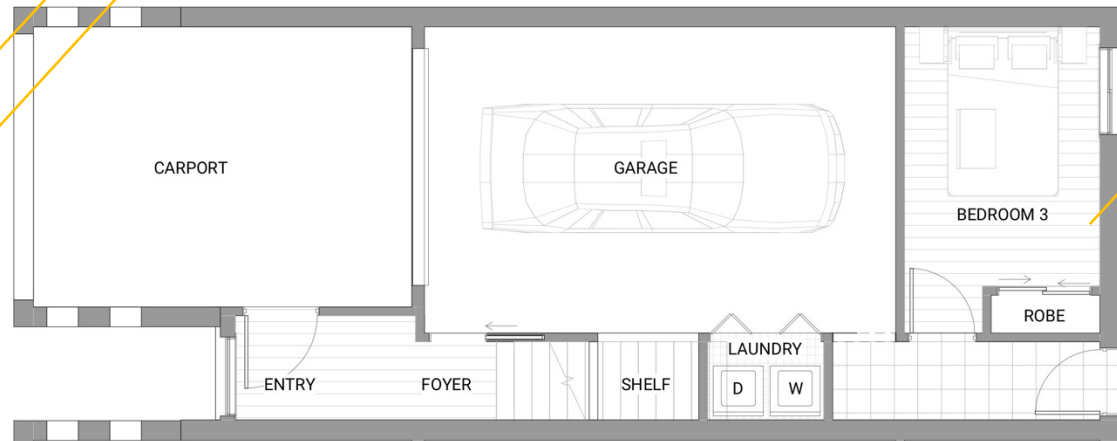 CARPORT
GARAGE
BEDROOM 3
ROBE
LAUNDRY
ENTRY
FOYER
SHELF
D
W